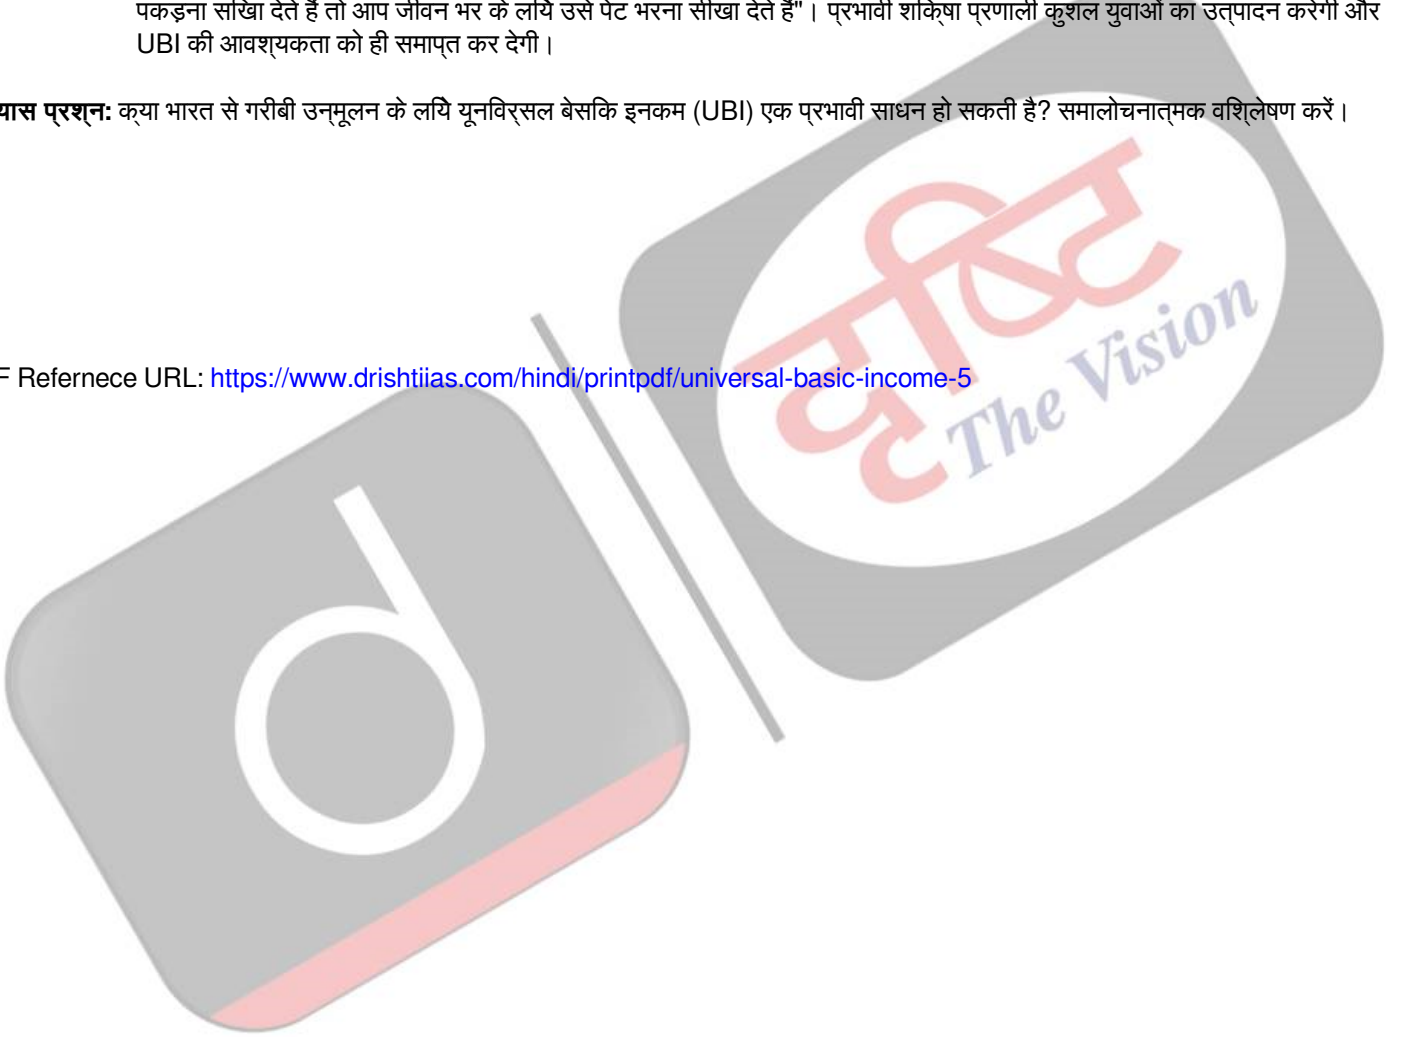 पकड़ना सिखा देते हैं तो आप जीवन भर के लिये उसे पेट भरना सीखा देते हैं"। प्रभावी शिक्षा प्रणाली कुशल युवाओं का उत्पादन करेगी और
UBI की आवश्यकता को ही समाप्त कर देगी।
यास प्रश्न: क्या भारत से गरीबी उन्मूलन के लिये यूनिवर्सल बेसिक इनकम (UBI) एक प्रभावी साधन हो सकती है? समालोचनात्मक विश्लेषण करें।
दृष्टि
The Vision
F Refernece URL: https://www.drishtiias.com/hindi/printpdf/universal-basic-income-5
d